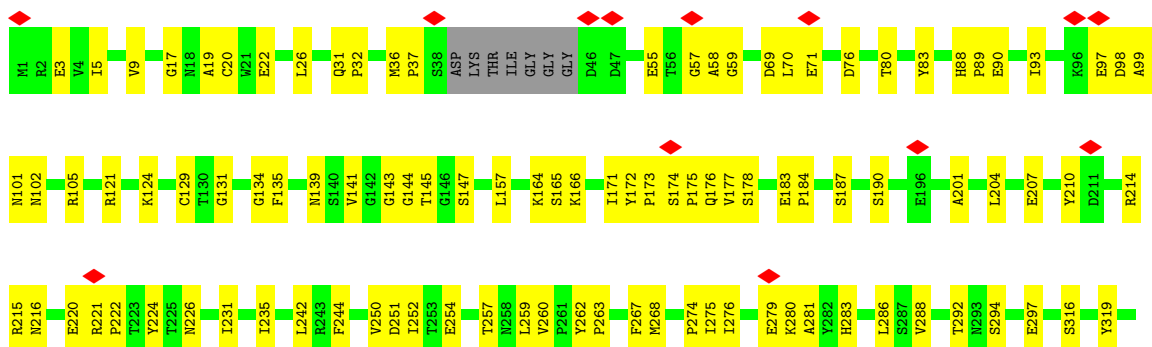 M1 R2 E3 V4 I5 V9 G17 N18 A19 C20 W21 E22 L26 Q31 P32 M36 P37 S38 ASP LYS THR ILE GLY GLY GLY D46 D47 E55 T56 G57 A58 G59 D69 L70 E71 D76 T80 Y83 H88 P89 E90 I93 K96 E97 D98 A99
N101 N102 R105 R121 K124 C129 T130 G131 G134 F135 N139 S140 V141 G142 G143 G144 T145 G146 S147 L157 K164 S165 K166 I171 Y172 P173 S174 P175 Q176 V177 S178 E183 P184 S187 S190 E196 A201 L204 E207 Y210 D211 R214
R215 N216 E220 R221 P222 T223 Y224 T225 N226 I231 I235 L242 R243 F244 V250 D251 I252 T253 E254 T257 N258 L259 V260 P261 Y262 P263 F267 M268 P274 I275 I276 E279 K280 A281 Y282 H283 L286 S287 V288 T292 N293 S294 E297 S316 Y319